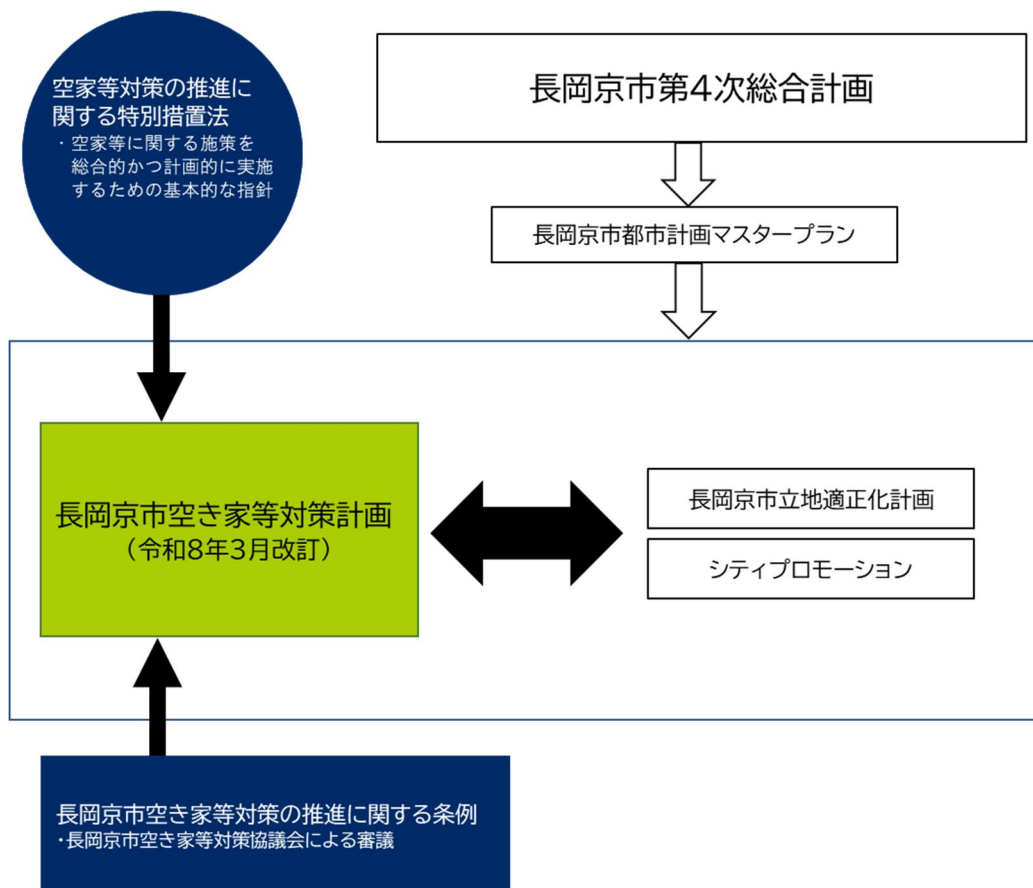 空家等対策の推進に
関する特別措置法
・空家等に関する施策を
総合的かつ計画的に実施
するための基本的な指針
長岡京市第4次総合計画
長岡京市都市計画マスタープラン
長岡京市空き家等対策計画
（令和8年3月改訂）
長岡京市立地適正化計画
シティプロモーション
長岡京市空き家等対策の推進に関する条例
・長岡京市空き家等対策協議会による審議